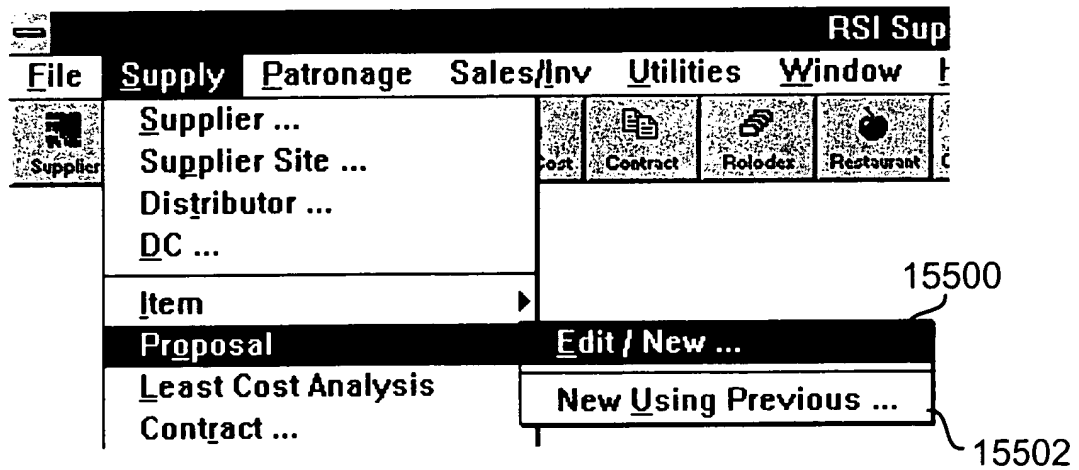 RSI Sup
File Supply Patronage Sales/Inv Utilities Window
Supplier Cost Contract Rolodex Restaurant
Supplier ...
Supplier Site ...
Distributor ...
DC ...
Item
Proposal
Least Cost Analysis
Contract ...
Edit / New ...
New Using Previous ...
15500
15502